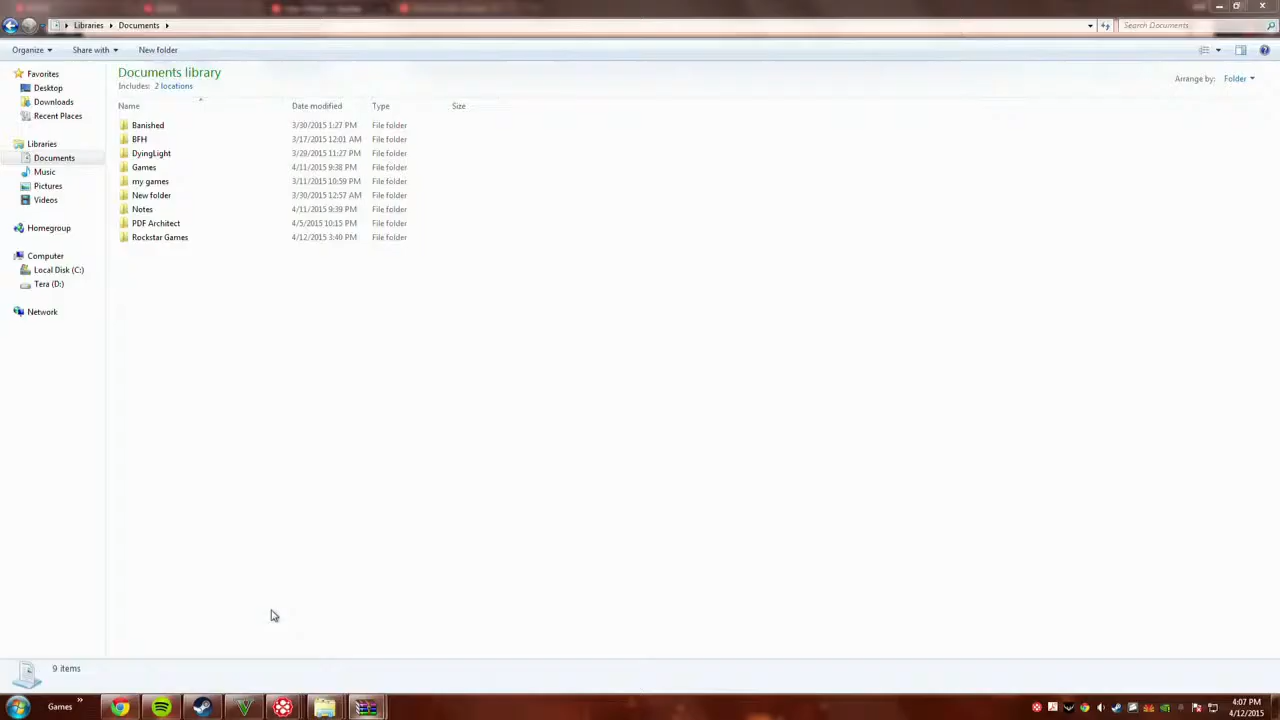 Libraries Documents Search Documents
Organize Share with New folder
Documents library
Includes: 2 locations
Arrange by: Folder
Name Date modified Type Size
Favorites
Desktop
Downloads
Recent Places
Libraries
Documents
Music
Pictures
Videos
Homegroup
Computer
Local Disk (C:)
Tera (D:)
Network
Banished 3/30/2015 1:27 PM File folder
BFH 3/17/2015 12:01 AM File folder
DyingLight 3/29/2015 11:27 PM File folder
Games 4/11/2015 9:38 PM File folder
my games 3/11/2015 10:59 PM File folder
New folder 3/30/2015 12:57 AM File folder
Notes 4/11/2015 9:39 PM File folder
PDF Architect 4/5/2015 10:15 PM File folder
Rockstar Games 4/12/2015 3:40 PM File folder
9 items
Games »
4:07 PM
4/12/2015